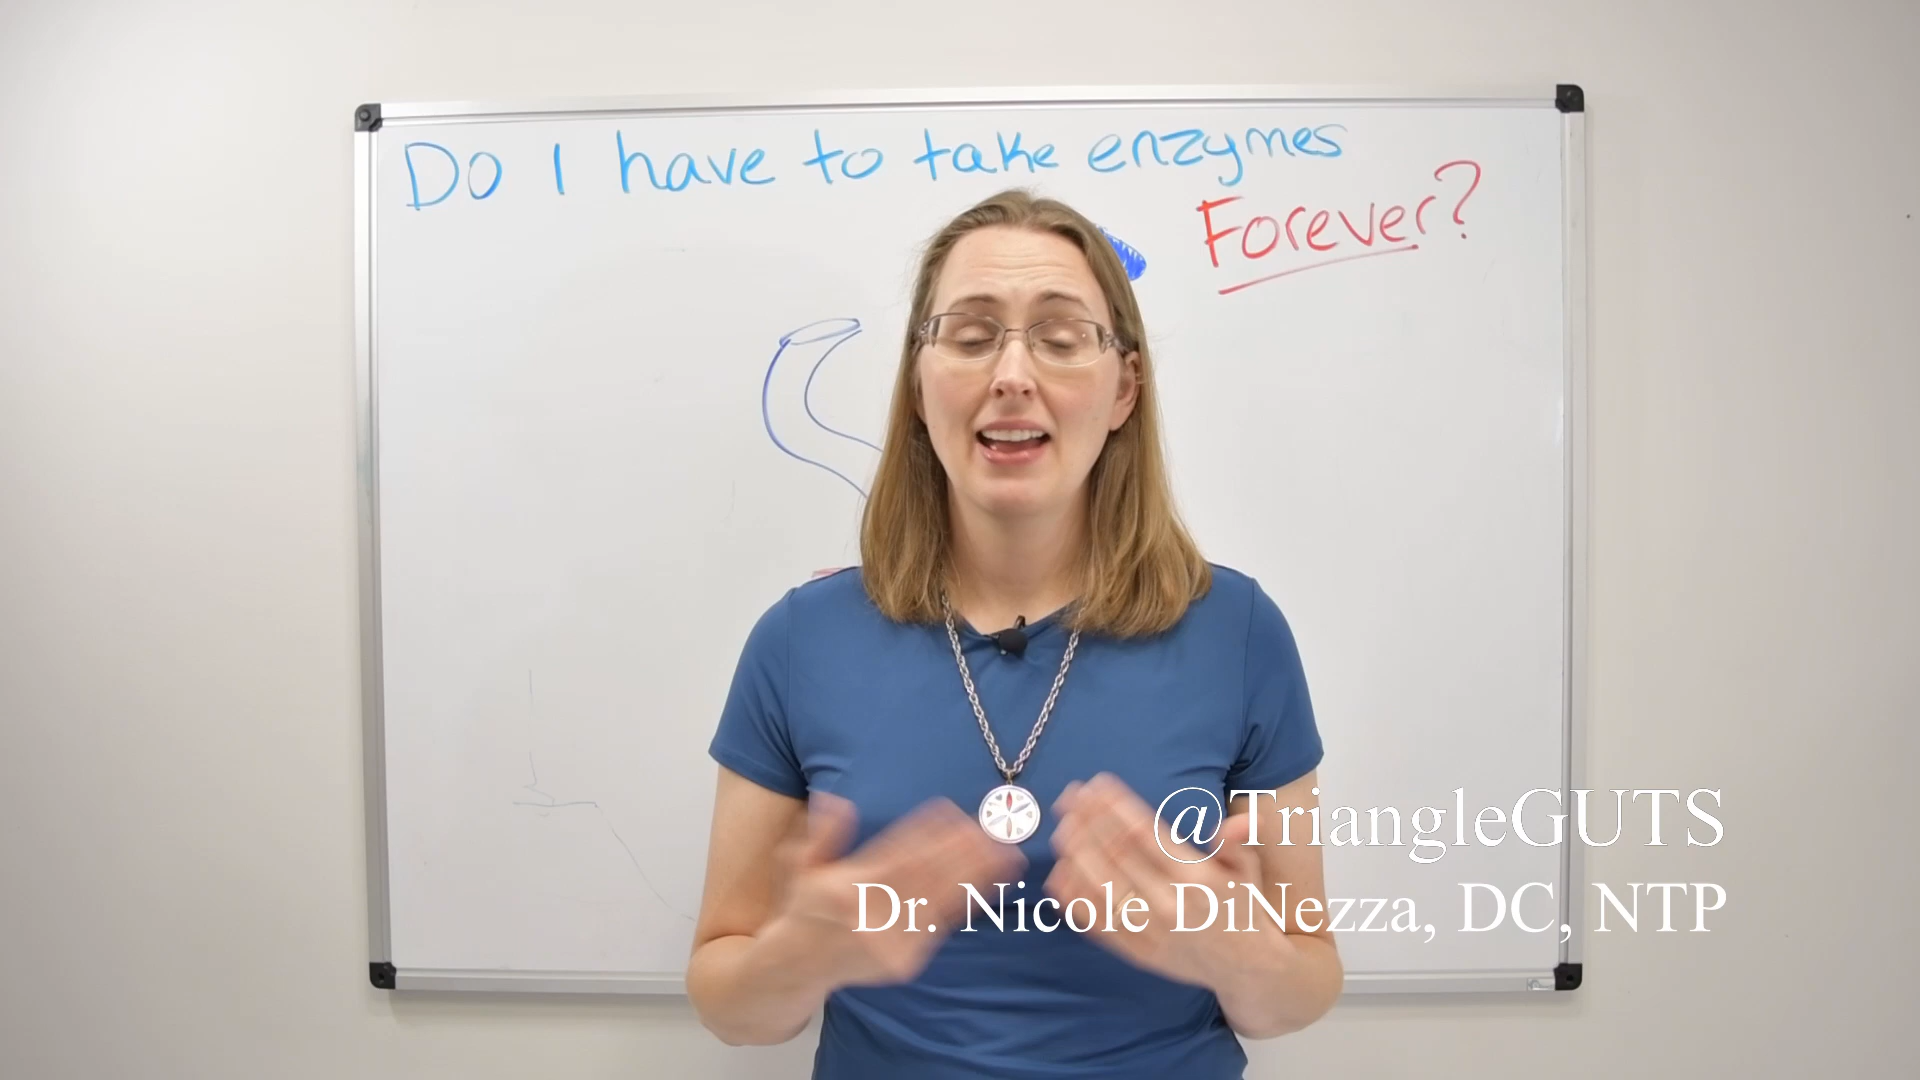 Do I have to take enzymes
Forever?
@TriangleGUTS
Dr. Nicole DiNezza, DC, NTP